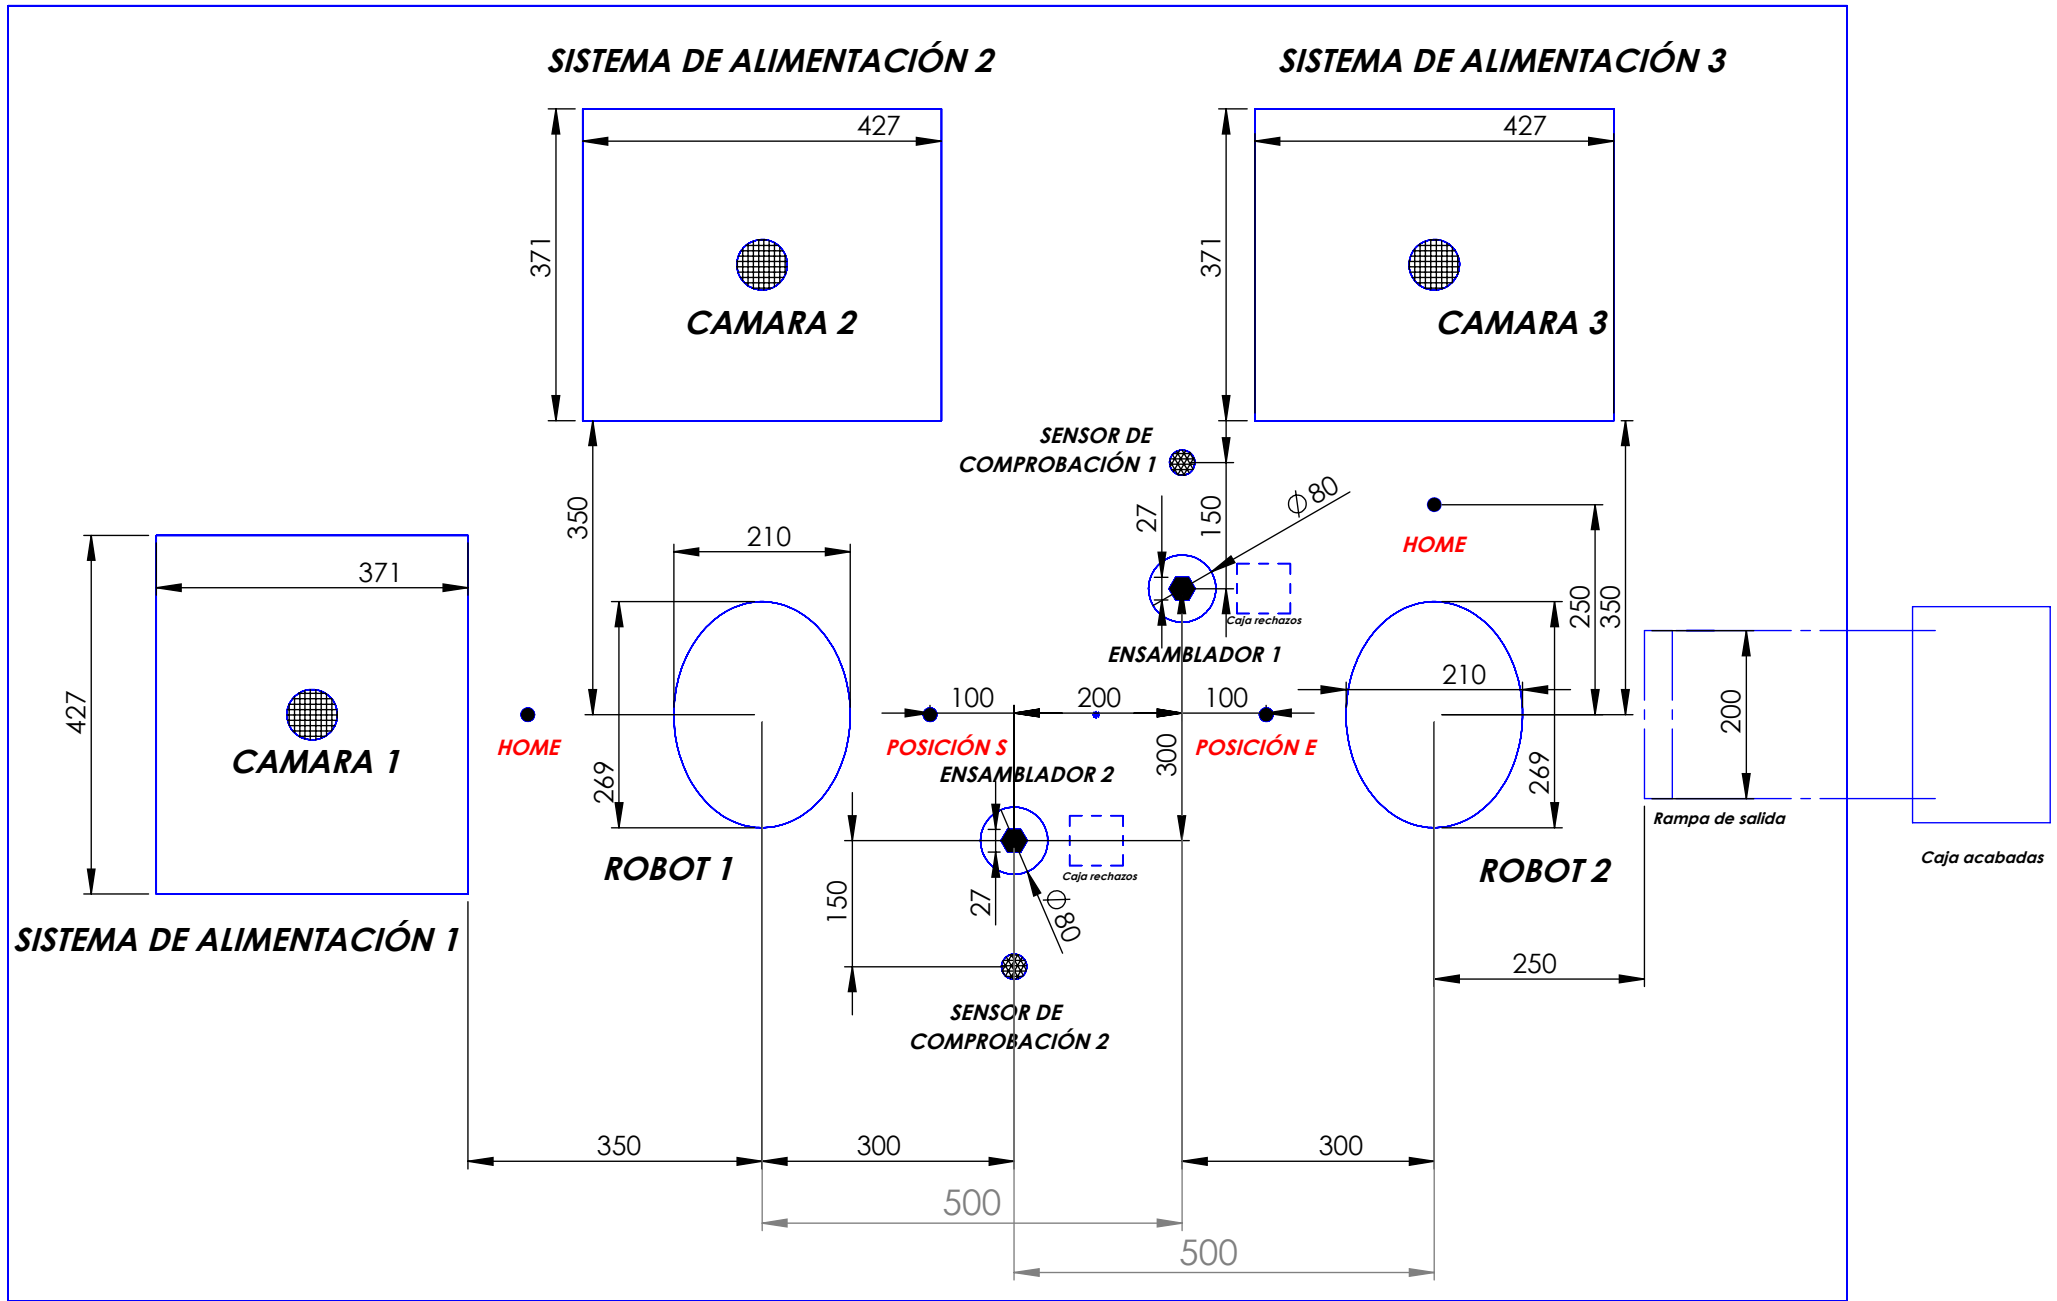 SISTEMA DE ALIMENTACIÓN 2
SISTEMA DE ALIMENTACIÓN 3
427
427
371
371
CAMARA 2
CAMARA 3
SENSOR DE
COMPROBACIÓN 1
350
150
27
Ø80
HOME
210
371
250
350
Caja rechazos
ENSAMBLADOR 1
427
CAMARA 1
HOME
269
100
200
100
POSICIÓN S
POSICIÓN E
300
210
269
200
ENSAMBLADOR 2
Rampa de salida
Caja acabadas
ROBOT 1
ROBOT 2
Caja rechazos
150
27
Ø80
SISTEMA DE ALIMENTACIÓN 1
250
SENSOR DE
COMPROBACIÓN 2
350
300
300
500
500